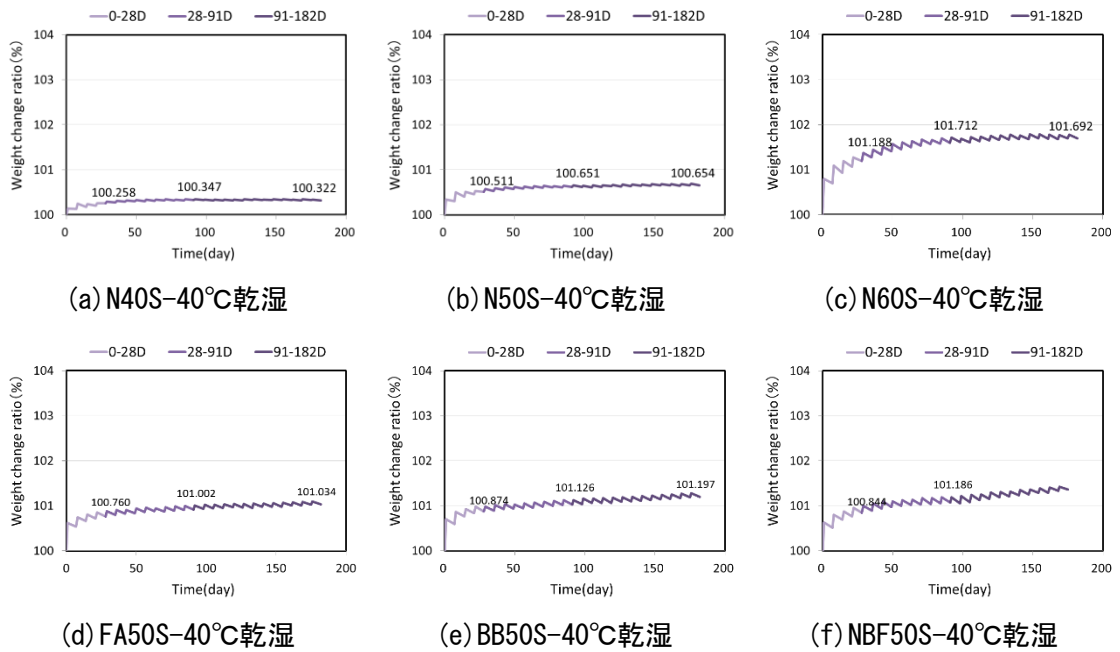 0-28D 28-91D 91-182D
Weight change ratio(%)
104
103
102
101
100
100.258
100.347
100.322
0 50 100 150 200
Time(day)
(a)N40S-40℃乾湿
0-28D 28-91D 91-182D
Weight change ratio(%)
104
103
102
101
100
100.511
100.651
100.654
0 50 100 150 200
Time(day)
(b)N50S-40℃乾湿
0-28D 28-91D 91-182D
Weight change ratio(%)
104
103
102
101
100
101.188
101.712
101.692
0 50 100 150 200
Time(day)
(c)N60S-40℃乾湿
0-28D 28-91D 91-182D
Weight change ratio(%)
104
103
102
101
100
100.760
101.002
101.034
0 50 100 150 200
Time(day)
(d)FA50S-40℃乾湿
0-28D 28-91D 91-182D
Weight change ratio(%)
104
103
102
101
100
100.874
101.126
101.197
0 50 100 150 200
Time(day)
(e)BB50S-40℃乾湿
0-28D 28-91D 91-182D
Weight change ratio(%)
104
103
102
101
100
100.844
101.186
0 50 100 150 200
Time(day)
(f)NBF50S-40℃乾湿